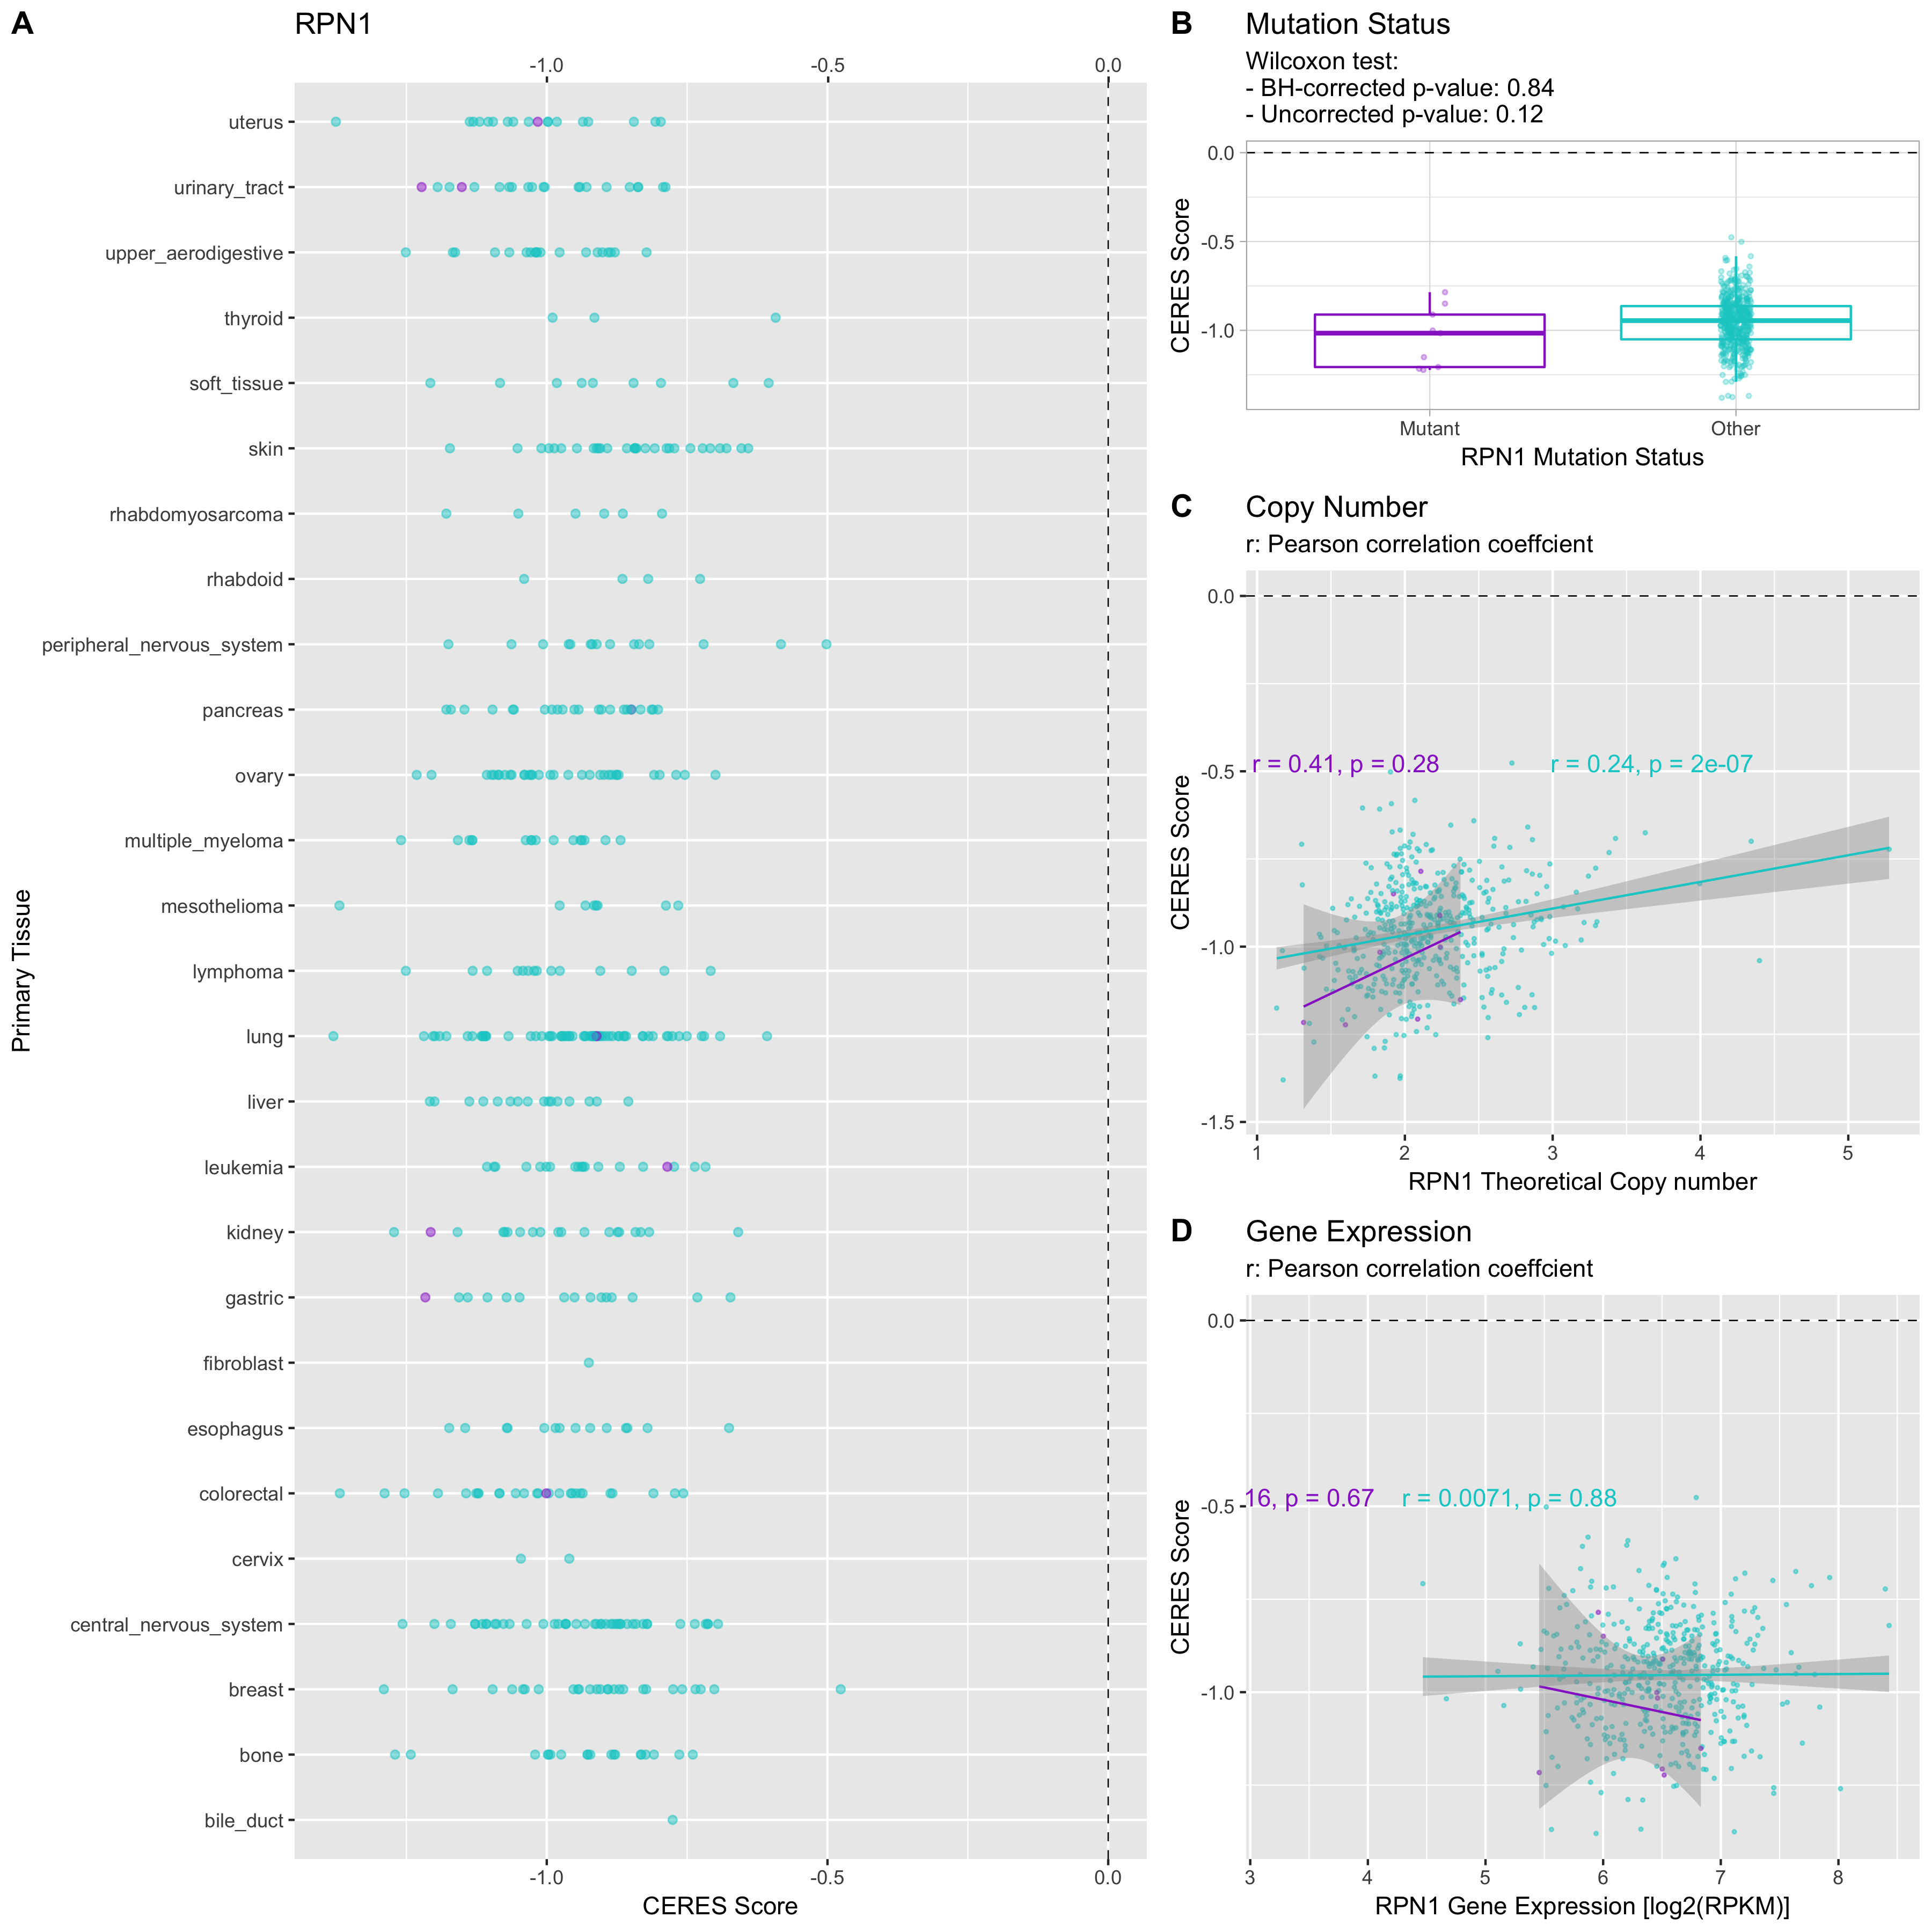 A
RPN1
-1.0
-0.5
0.0
Primary Tissue
uterus
urinary_tract
upper_aerodigestive
thyroid
soft_tissue
skin
rhabdomyosarcoma
rhabdoid
peripheral_nervous_system
pancreas
ovary
multiple_myeloma
mesothelioma
lymphoma
lung
liver
leukemia
kidney
gastric
fibroblast
esophagus
colorectal
cervix
central_nervous_system
breast
bone
bile_duct
-1.0
-0.5
0.0
CERES Score
B
Mutation Status
Wilcoxon test:
- BH-corrected p-value: 0.84
- Uncorrected p-value: 0.12
CERES Score
0.0
-0.5
-1.0
Mutant
Other
RPN1 Mutation Status
C
Copy Number
r: Pearson correlation coeffcient
CERES Score
0.0
-0.5
-1.0
-1.5
r = 0.41, p = 0.28
r = 0.24, p = 2e-07
1
2
3
4
5
RPN1 Theoretical Copy number
D
Gene Expression
r: Pearson correlation coeffcient
CERES Score
0.0
-0.5
-1.0
16, p = 0.67
r = 0.0071, p = 0.88
3
4
5
6
7
8
RPN1 Gene Expression [log2(RPKM)]